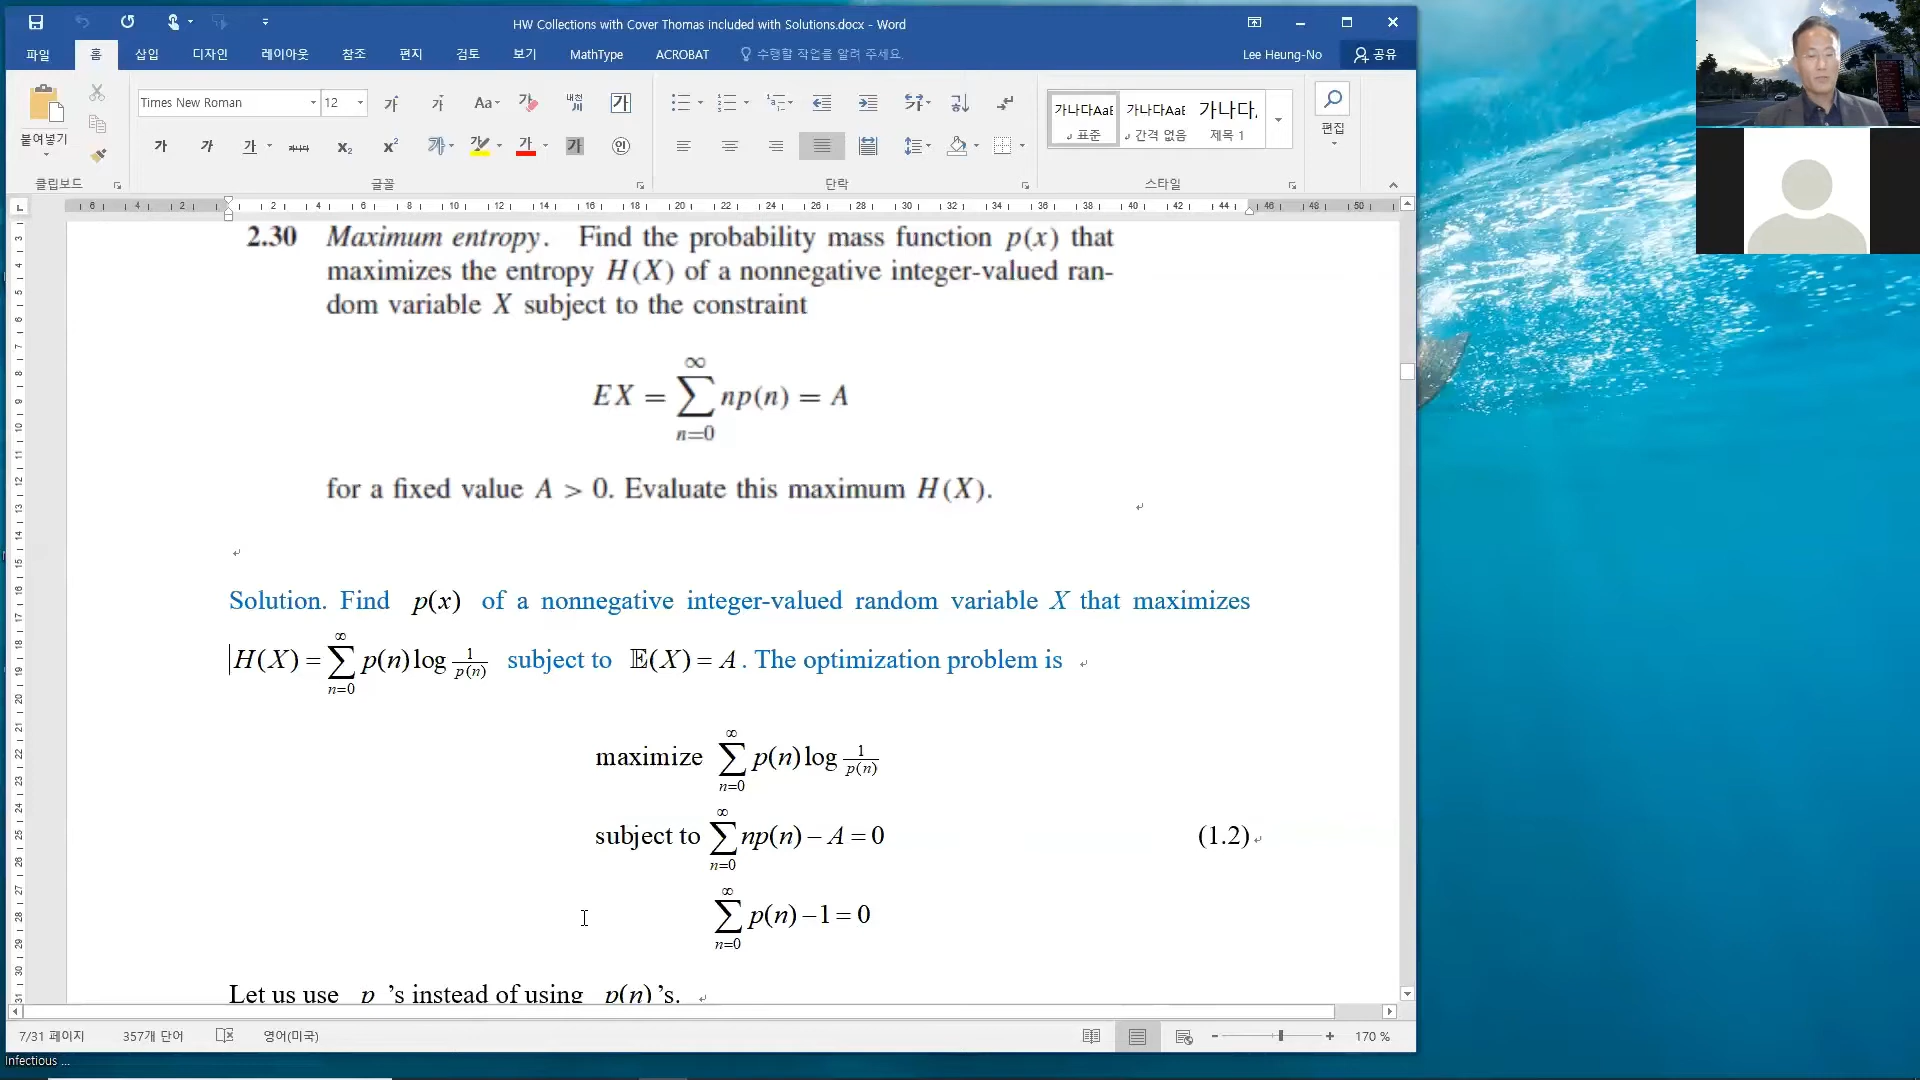 HW Collections with Cover Thomas included with Solutions.docx - Word
파일 홈 삽입 디자인 레이아웃 참조 편지 검토 보기 MathType ACROBAT 수행할 작업을 알려 주세요. Lee Heung-No 공유
붙여넣기
Times New Roman 12
가나다AaE 가나다AaE 가나다,
표준 간격 없음 제목 1
편집
클립보드 글꼴 단락 스타일
2.30 Maximum entropy. Find the probability mass function p(x) that
maximizes the entropy H(X) of a nonnegative integer-valued ran-
dom variable X subject to the constraint
EX = ∑_{n=0}^{∞} np(n) = A
for a fixed value A > 0. Evaluate this maximum H(X).
Solution. Find p(x) of a nonnegative integer-valued random variable X that maximizes
H(X) = ∑_{n=0}^{∞} p(n) log 1/p(n) subject to 𝔼(X) = A. The optimization problem is
maximize ∑_{n=0}^{∞} p(n) log 1/p(n)
subject to ∑_{n=0}^{∞} np(n) − A = 0 (1.2)
∑_{n=0}^{∞} p(n) − 1 = 0
Let us use p 's instead of using p(n) 's.
7/31 페이지 357개 단어 영어(미국) 170 %
Infectious ...